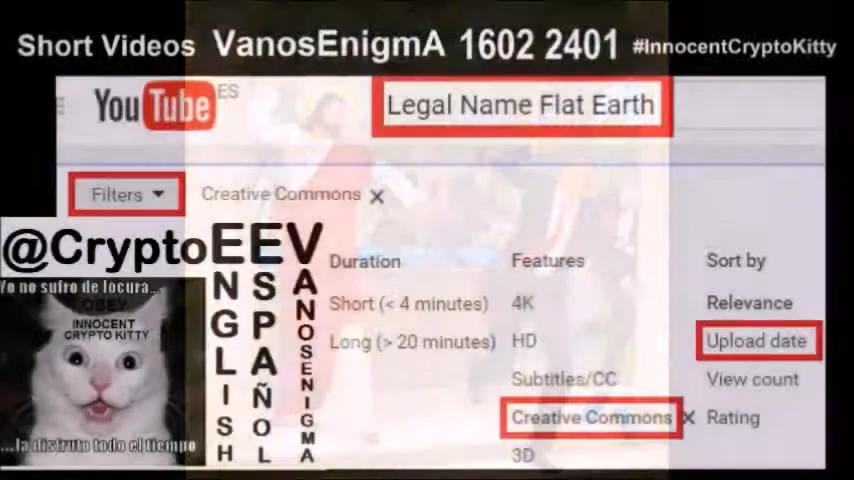 Short Videos VanosEnigmA 1602 2401 #InnocentCryptoKitty
YouTube ES
Legal Name Flat Earth
Filters Creative Commons X
@CryptoEEV
ENGLISH
ESPAÑOL
VANOSENIGMA
Duration
Short (< 4 minutes)
Long (> 20 minutes)
Features
4K
HD
Subtitles/CC
Creative Commons X
3D
Sort by
Relevance
Upload date
View count
Rating
Yo no sufro de locura...
OBEY
INNOCENT
CRYPTO KITTY
...la disfruto todo el tiempo